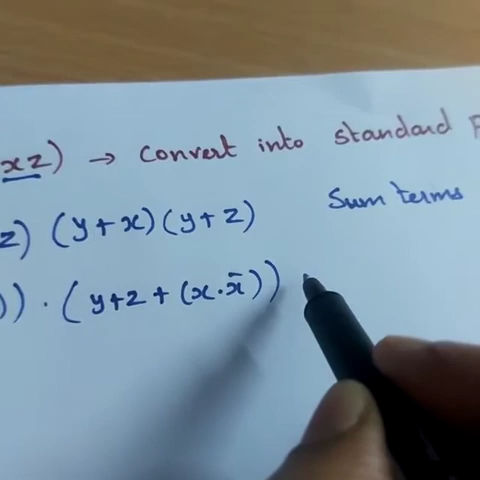 xz) → Convert into standard P
z) (y+x)(y+z) Sum terms
)) · (y+z+(x·x̄))